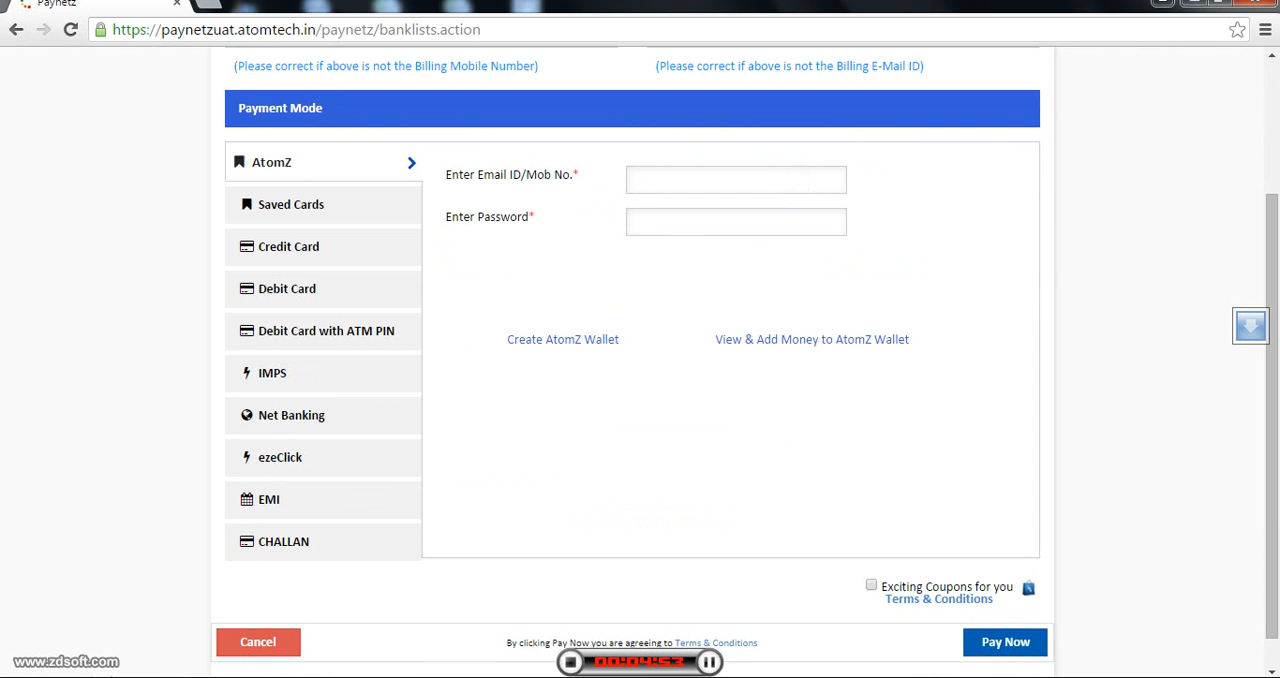 Paynetz
https://paynetzuat.atomtech.in/paynetz/banklists.action
(Please correct if above is not the Billing Mobile Number) (Please correct if above is not the Billing E-Mail ID)
Payment Mode
AtomZ
Saved Cards
Credit Card
Debit Card
Debit Card with ATM PIN
IMPS
Net Banking
ezeClick
EMI
CHALLAN
Enter Email ID/Mob No.*
Enter Password*
Create AtomZ Wallet View & Add Money to AtomZ Wallet
Exciting Coupons for you
Terms & Conditions
Cancel By clicking Pay Now you are agreeing to Terms & Conditions Pay Now
www.zdsoft.com 00:04:53